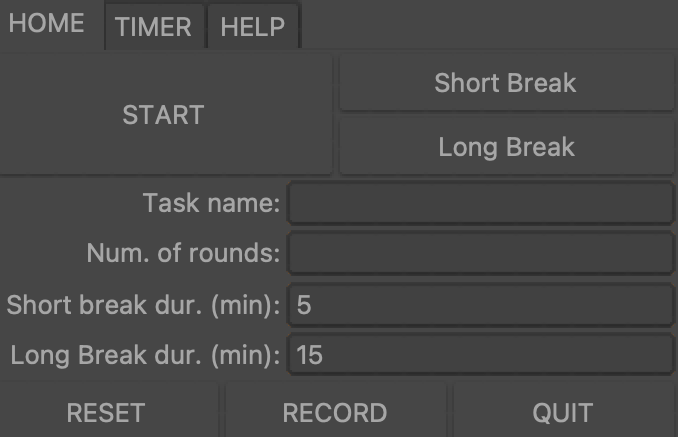 HOME TIMER HELP
START
Short Break
Long Break
Task name:
Num. of rounds:
Short break dur. (min): 5
Long Break dur. (min): 15
RESET RECORD QUIT